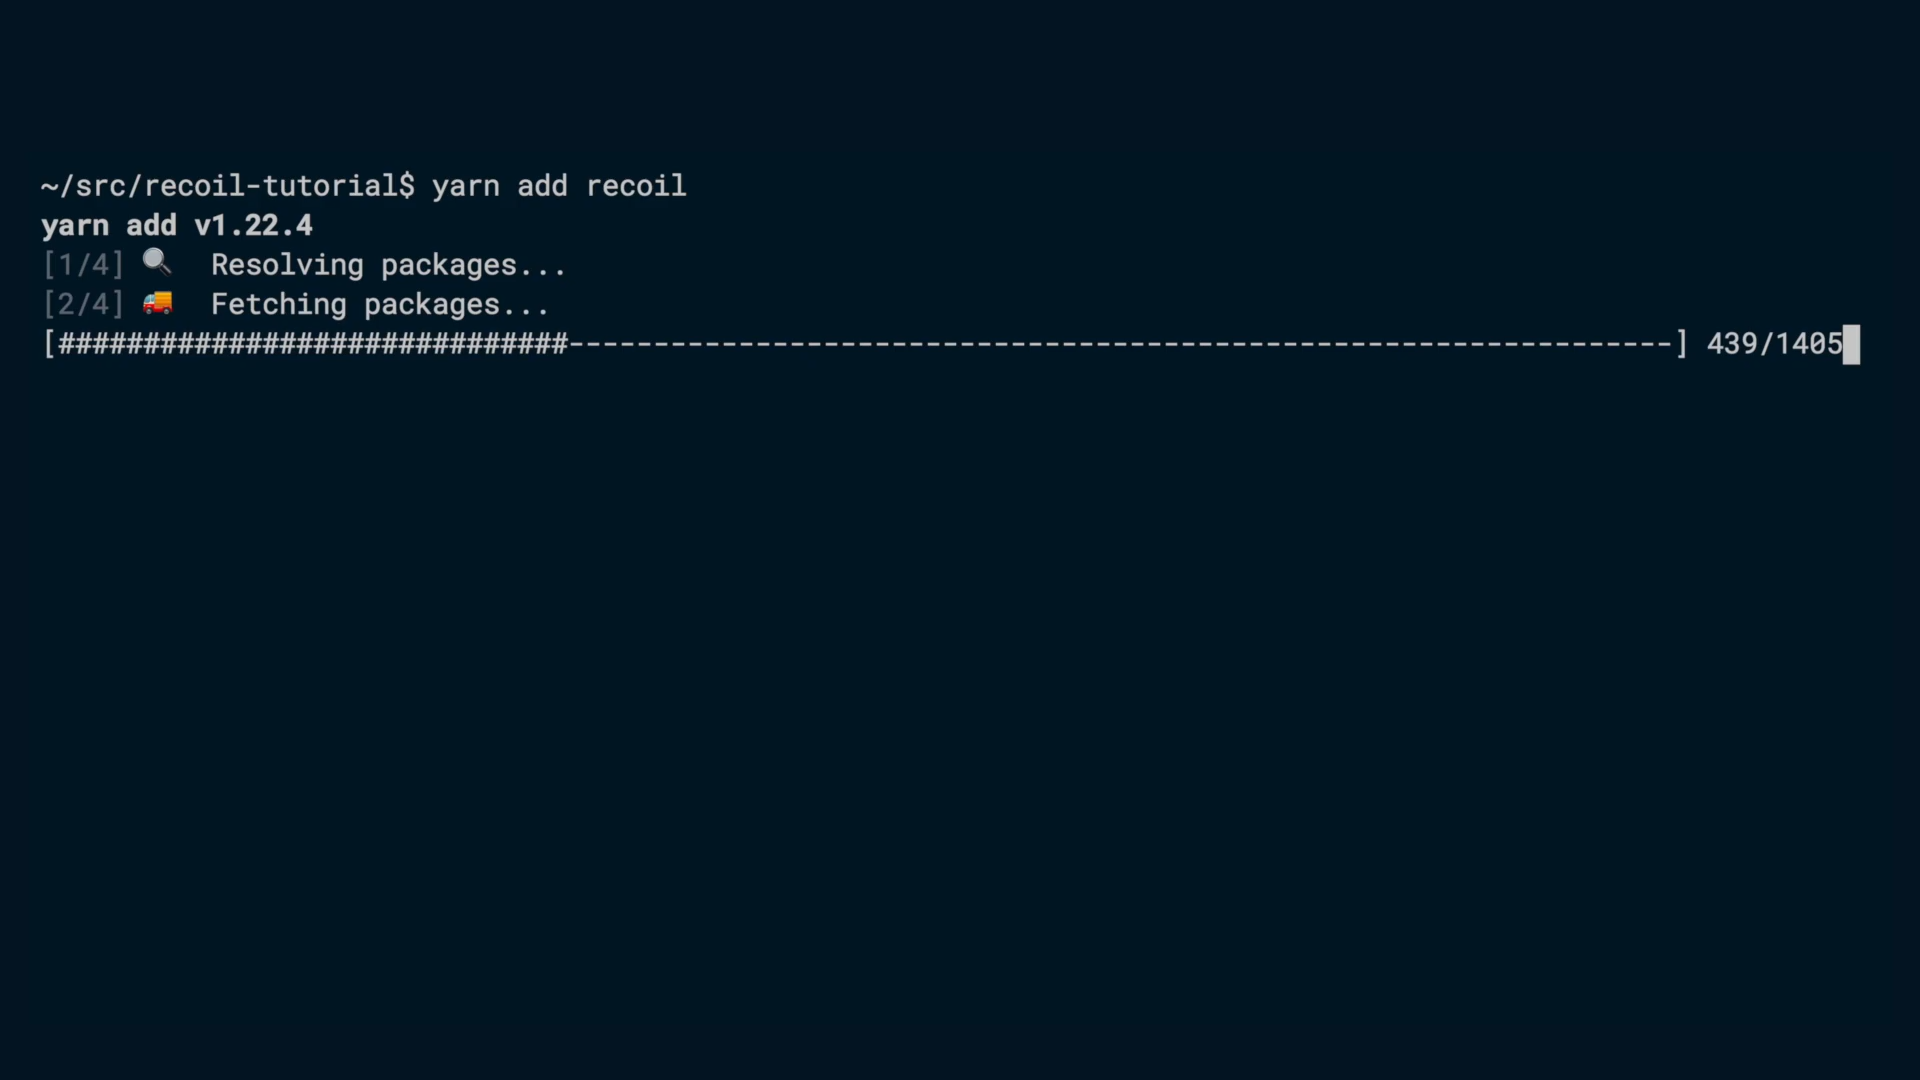 ~/src/recoil-tutorial$ yarn add recoil
yarn add v1.22.4
[1/4] 🔍  Resolving packages...
[2/4] 🚚  Fetching packages...
[##############################-----------------------------------------------------------------] 439/1405